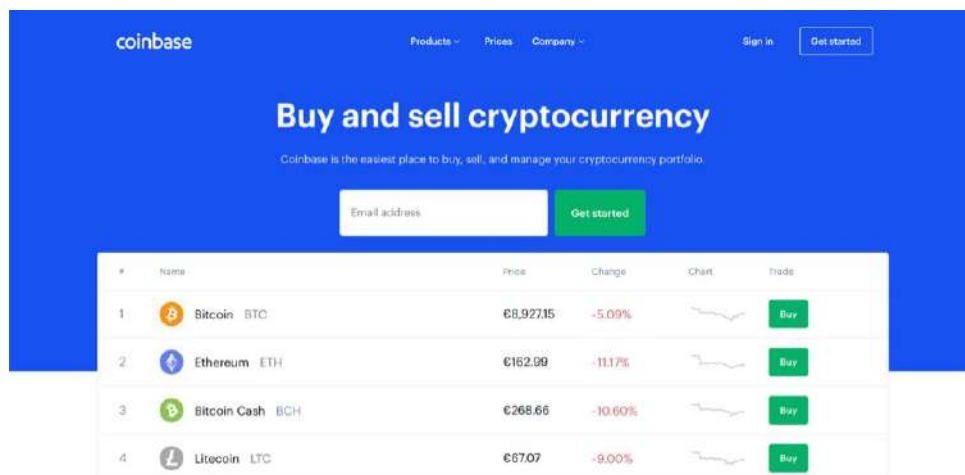 coinbase Products Prices Company Sign in Get started
Buy and sell cryptocurrency
Coinbase is the easiest place to buy, sell, and manage your cryptocurrency portfolio.
Email address Get started
# Name Price Change Chart Trade
1 Bitcoin BTC €8,927.15 -5.09% Buy
2 Ethereum ETH €162.99 -11.17% Buy
3 Bitcoin Cash BCH €268.66 -10.60% Buy
4 Litecoin LTC €67.07 -9.00% Buy